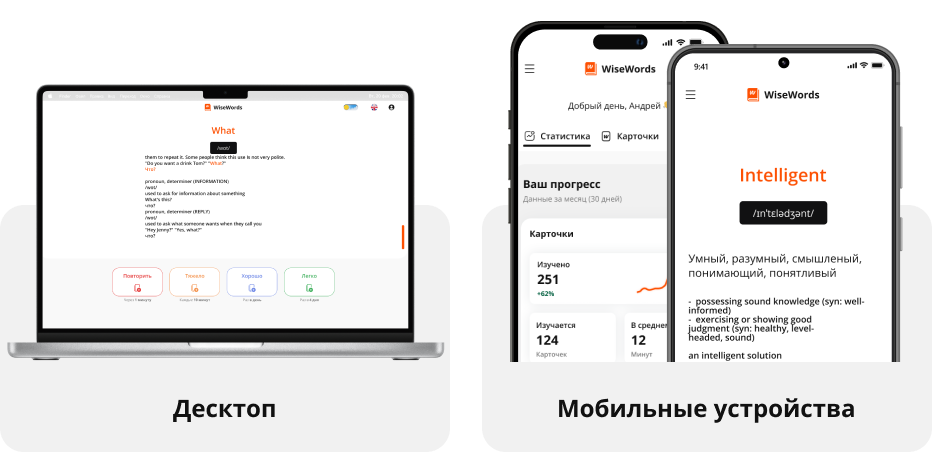 WiseWords
What
/wɒt/
them to repeat it. Some people think this use is not very polite.
"Do you want a drink Tom?" "What?"
Что?
pronoun, determiner (INFORMATION)
/wɒt/
used to ask for information about something
What's this?
Что?
pronoun, determiner (REPLY)
/wɒt/
used to ask what someone wants when they call you
"Hey Jenny?" "Yes, what?"
Что?
Повторить
Тяжело
Хорошо
Легко
Десктоп
WiseWords
Добрый день, Андрей
Статистика
Карточки
Ваш прогресс
Данные за месяц (30 дней)
Карточки
Изучено
251
+62%
Изучается
124
Карточек
В среднем
12
Минут
9:41
WiseWords
Intelligent
/ɪnˈtɛlədʒənt/
Умный, разумный, смышленый,
понимающий, понятливый
- possessing sound knowledge (syn: well-
informed)
- exercising or showing good
judgment (syn: healthy, level-
headed, sound)
an intelligent solution
Мобильные устройства